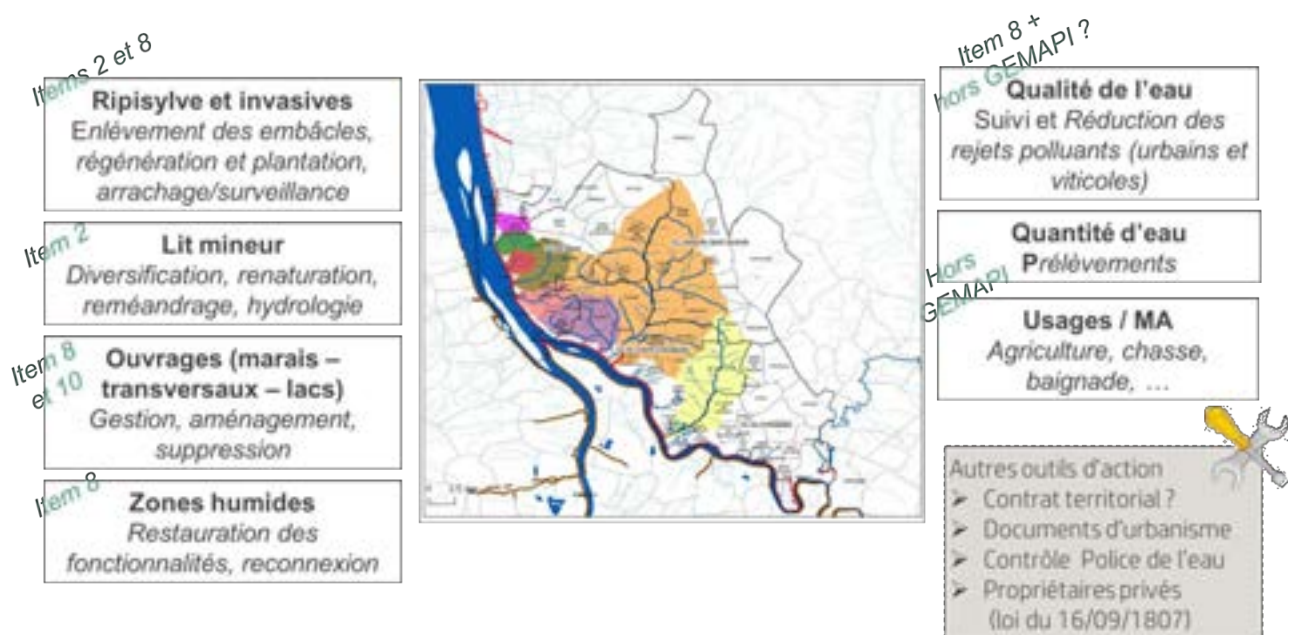 Items 2 et 8
Ripisylve et invasives
Enlèvement des embâcles,
régénération et plantation,
arrachage/surveillance
Item 2
Lit mineur
Diversification, renaturation,
reméandrage, hydrologie
Item 8
et 10
Ouvrages (marais –
transversaux – lacs)
Gestion, aménagement,
suppression
Item 8
Zones humides
Restauration des
fonctionnalités, reconnexion
Item 8 +
hors GEMAPI ?
Qualité de l'eau
Suivi et Réduction des
rejets polluants (urbains et
viticoles)
Quantité d'eau
Prélèvements
Hors
GEMAPI
Usages / MA
Agriculture, chasse,
baignade, …
Autres outils d'action
➢ Contrat territorial ?
➢ Documents d'urbanisme
➢ Contrôle Police de l'eau
➢ Propriétaires privés
(loi du 16/09/1807)